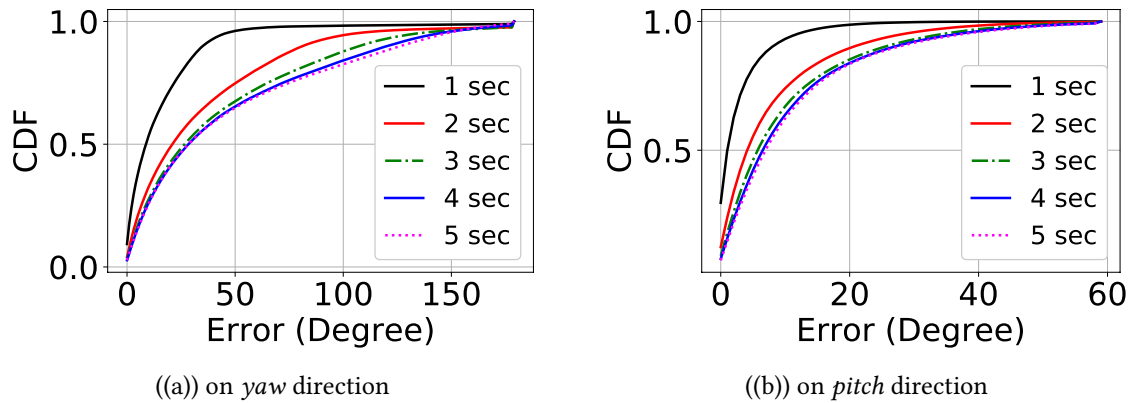 1.0
0.5
0.0
CDF
1 sec
2 sec
3 sec
4 sec
5 sec
0 50 100 150
Error (Degree)
((a)) on yaw direction
1.0
0.5
CDF
1 sec
2 sec
3 sec
4 sec
5 sec
0 20 40 60
Error (Degree)
((b)) on pitch direction